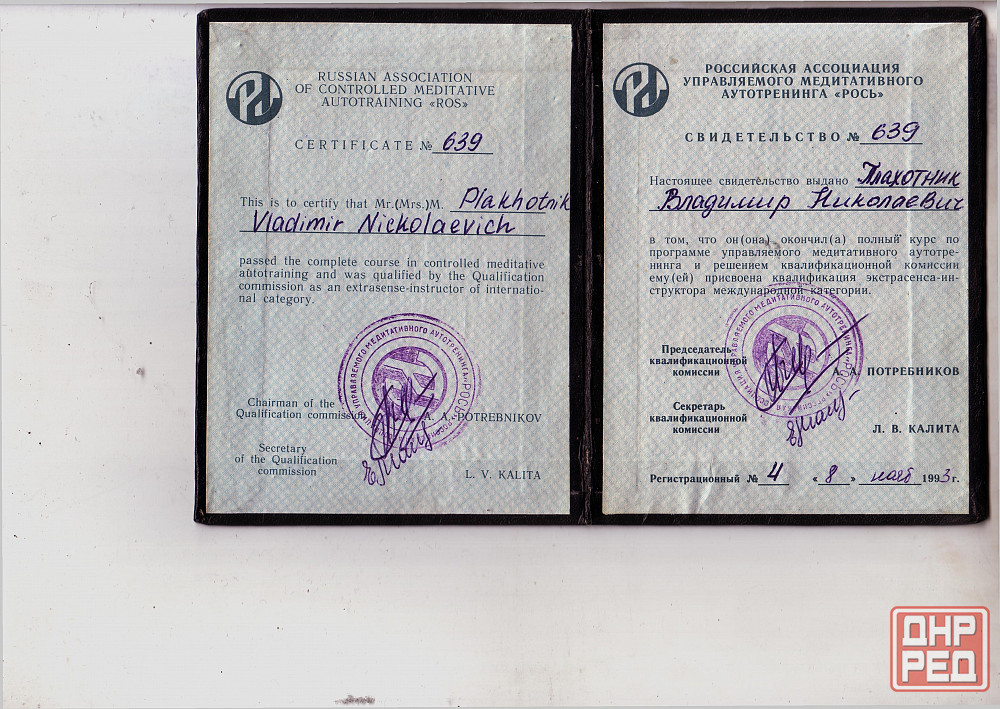 RUSSIAN ASSOCIATION
OF CONTROLLED MEDITATIVE
AUTOTRAINING «ROS»
CERTIFICATE № 639
This is to certify that Mr.(Mrs.)M. Plakhotnik
Vladimir Nickolaevich
passed the complete course in controlled meditative
autotraining and was qualified by the Qualification
commission as an extrasense-instructor of internatio-
nal category.
Chairman of the
Qualification commission
A. A. POTREBNIKOV
Secretary
of the Qualification
commission
L. V. KALITA
РОССИЙСКАЯ АССОЦИАЦИЯ
УПРАВЛЯЕМОГО МЕДИТАТИВНОГО
АУТОТРЕНИНГА «РОСЬ»
СВИДЕТЕЛЬСТВО № 639
Настоящее свидетельство выдано Плахотник
Владимир Николаевич
в том, что он(она) окончил(а) полный курс по
программе управляемого медитативного аутотре-
нинга и решением квалификационной комиссии
ему(ей) присвоена квалификация экстрасенса-ин-
структора международной категории.
УПРАВЛЯЕМОГО МЕДИТАТИВНОГО АУТОТРЕНИНГА «РОСЬ»
Председатель
квалификационной
комиссии
А. А. ПОТРЕБНИКОВ
Секретарь
квалификационной
комиссии
Л. В. КАЛИТА
Регистрационный № 4 « 8 » нояб 1993 г.
ДНР
РЕД